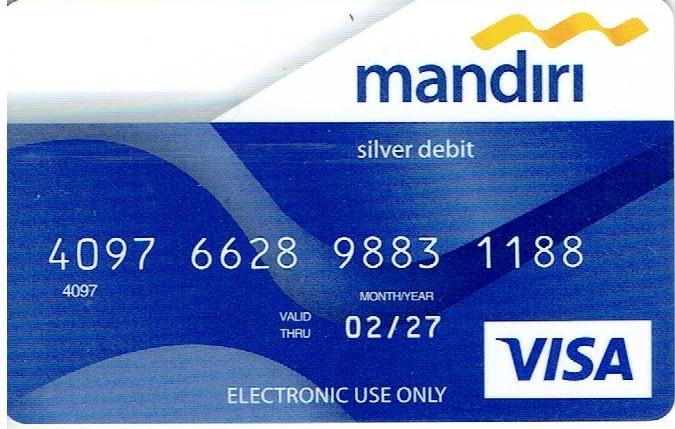 mandiri
silver debit
4097 6628 9883 1188
4097
MONTH/YEAR
VALID THRU 02/27
VISA
ELECTRONIC USE ONLY